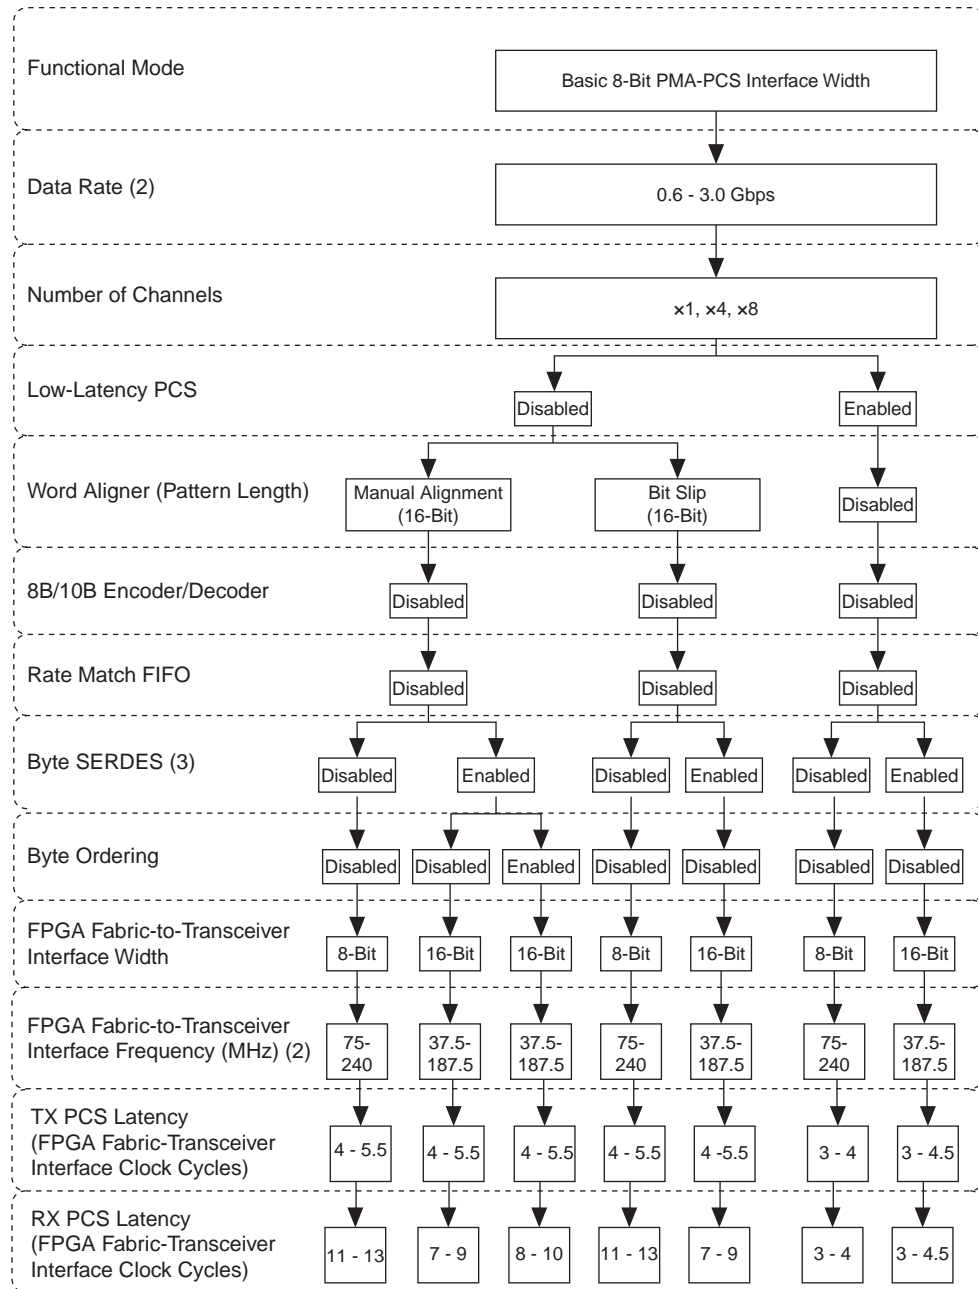 Functional Mode
Basic 8-Bit PMA-PCS Interface Width
Data Rate (2)
0.6 - 3.0 Gbps
Number of Channels
×1, ×4, ×8
Low-Latency PCS
Disabled
Enabled
Word Aligner (Pattern Length)
Manual Alignment
(16-Bit)
Bit Slip
(16-Bit)
Disabled
8B/10B Encoder/Decoder
Disabled
Disabled
Disabled
Rate Match FIFO
Disabled
Disabled
Disabled
Byte SERDES (3)
Disabled
Enabled
Disabled
Enabled
Disabled
Enabled
Byte Ordering
Disabled
Disabled
Enabled
Disabled
Disabled
Disabled
Disabled
FPGA Fabric-to-Transceiver
Interface Width
8-Bit
16-Bit
16-Bit
8-Bit
16-Bit
8-Bit
16-Bit
FPGA Fabric-to-Transceiver
Interface Frequency (MHz) (2)
75-
240
37.5-
187.5
37.5-
187.5
75-
240
37.5-
187.5
75-
240
37.5-
187.5
TX PCS Latency
(FPGA Fabric-Transceiver
Interface Clock Cycles)
4 - 5.5
4 - 5.5
4 - 5.5
4 - 5.5
4 -5.5
3 - 4
3 - 4.5
RX PCS Latency
(FPGA Fabric-Transceiver
Interface Clock Cycles)
11 - 13
7 - 9
8 - 10
11 - 13
7 - 9
3 - 4
3 - 4.5